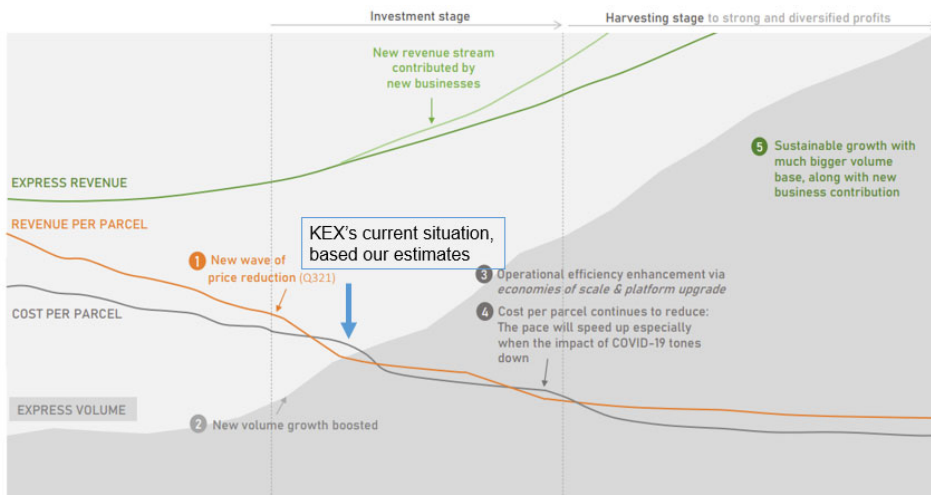 Investment stage
Harvesting stage to strong and diversified profits
New revenue stream
contributed by
new businesses
5 Sustainable growth with
much bigger volume
base, along with new
business contribution
EXPRESS REVENUE
REVENUE PER PARCEL
KEX's current situation,
based our estimates
1 New wave of
price reduction (Q321)
3 Operational efficiency enhancement via
economies of scale & platform upgrade
COST PER PARCEL
4 Cost per parcel continues to reduce:
The pace will speed up especially
when the impact of COVID-19 tones
down
EXPRESS VOLUME
2 New volume growth boosted